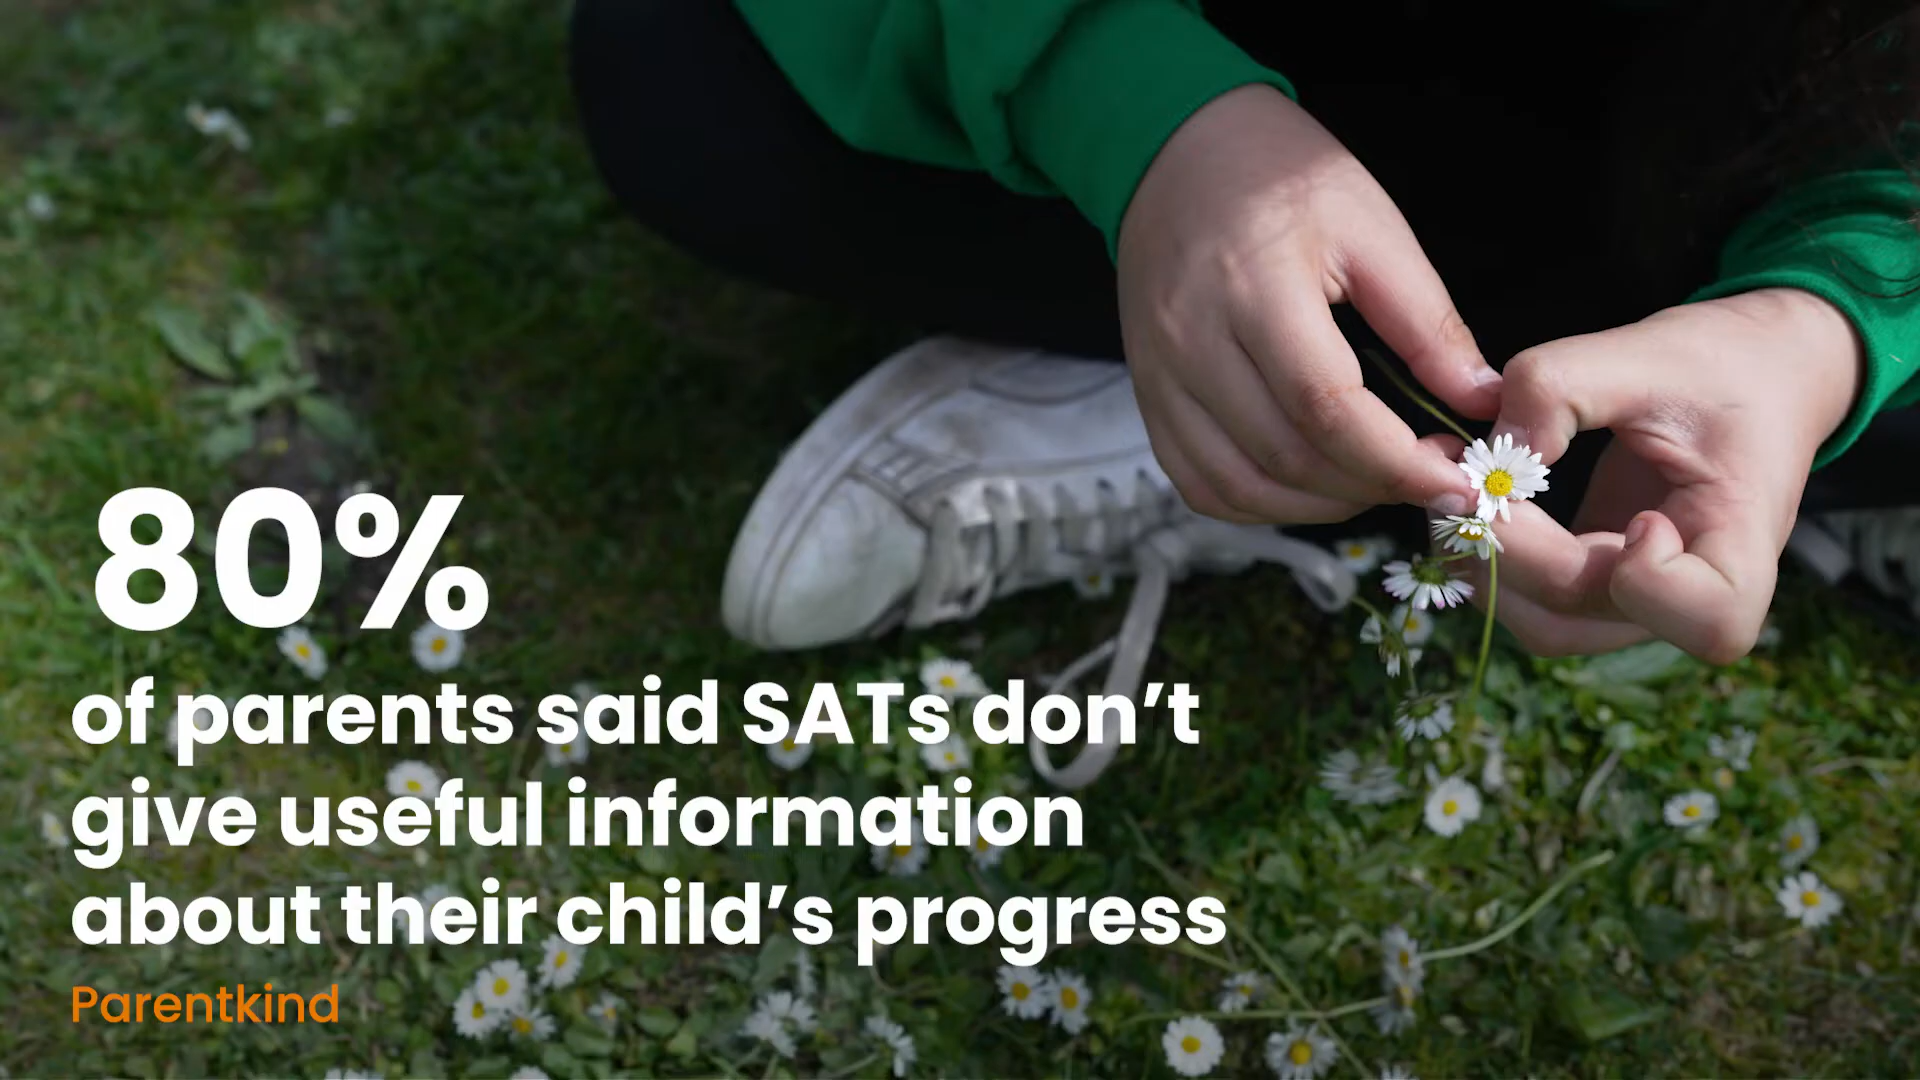 80%
of parents said SATs don’t
give useful information
about their child’s progress
Parentkind